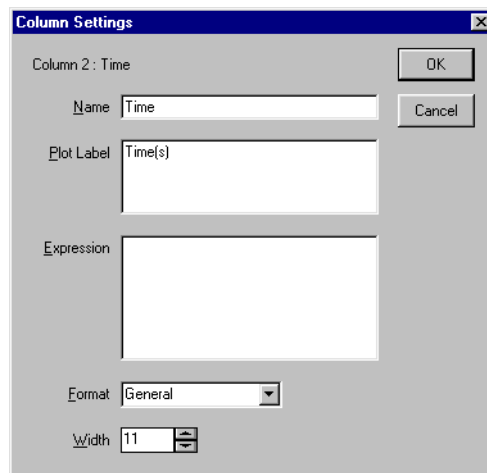 Column Settings
Column 2 : Time
OK
Name Time
Cancel
Plot Label Time(s)
Expression
Format General
Width 11